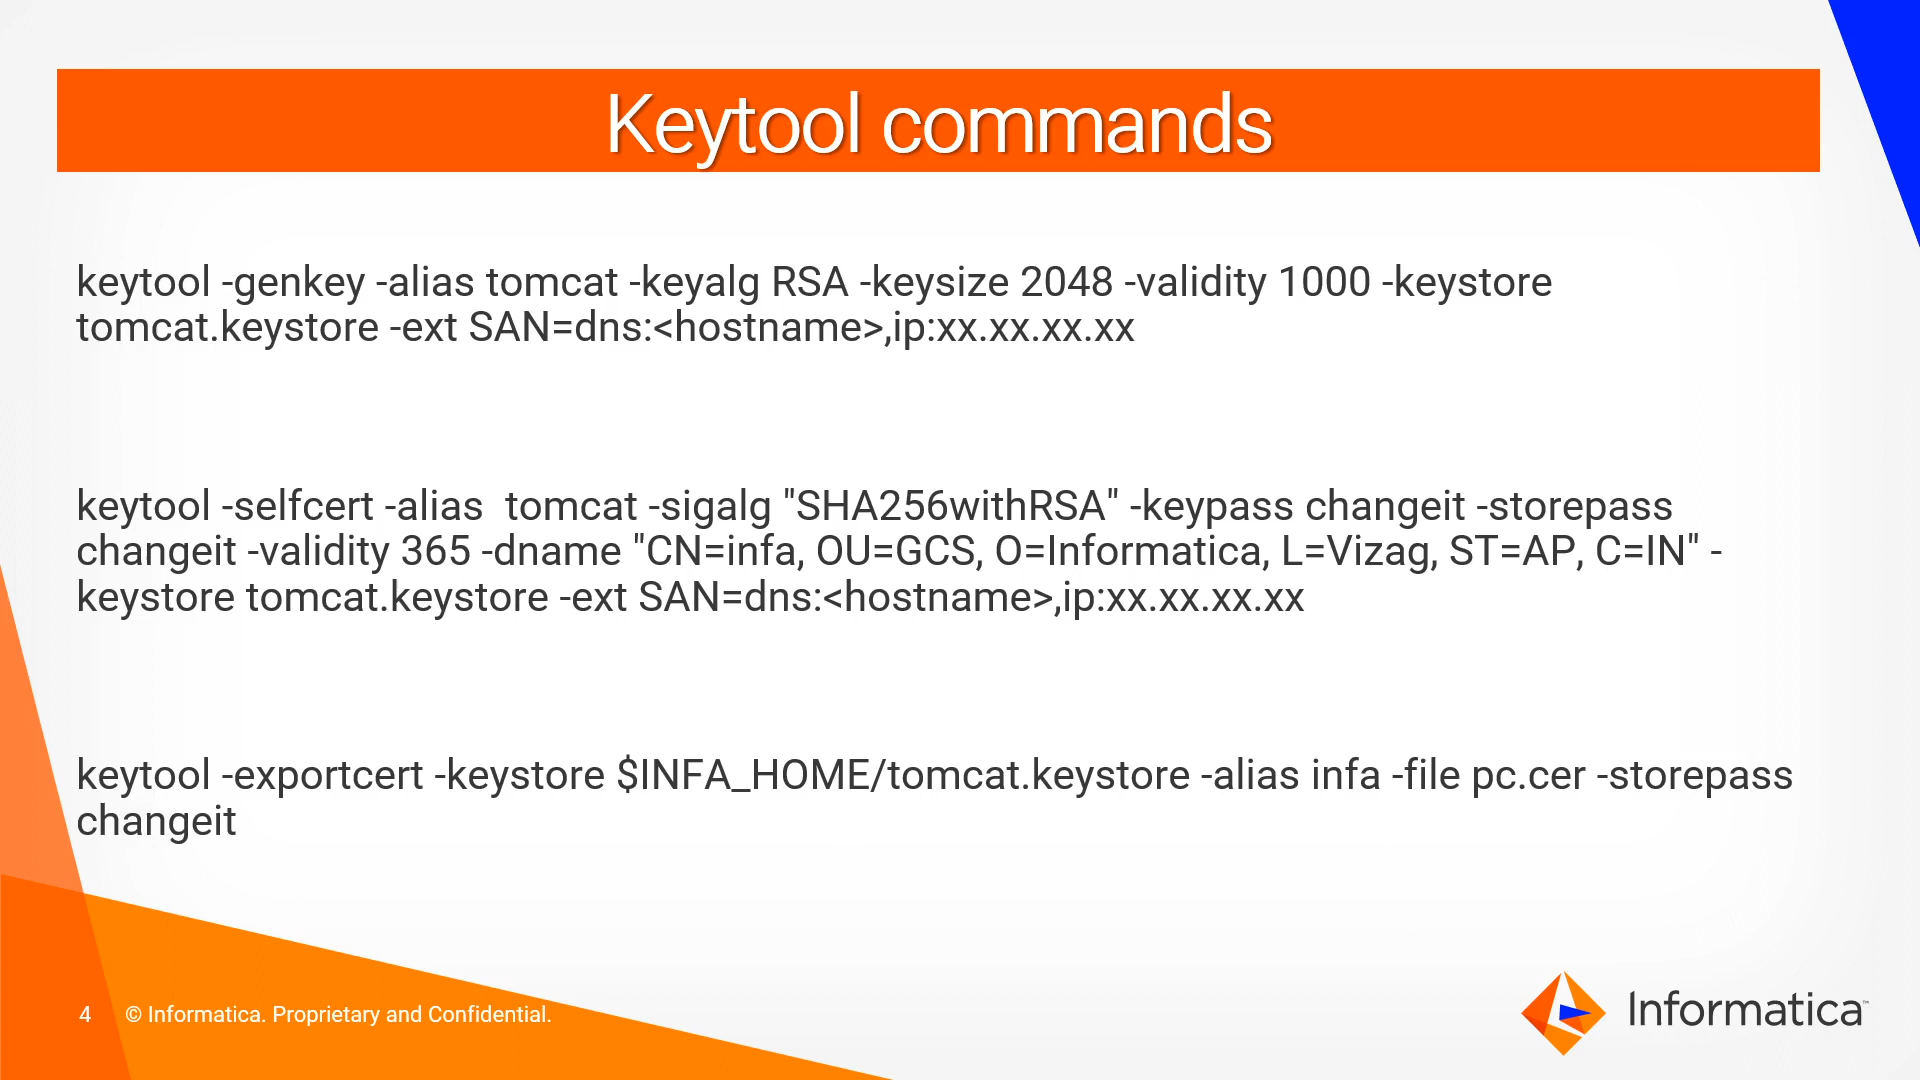 Keytool commands
keytool -genkey -alias tomcat -keyalg RSA -keysize 2048 -validity 1000 -keystore
tomcat.keystore -ext SAN=dns:<hostname>,ip:xx.xx.xx.xx
keytool -selfcert -alias  tomcat -sigalg "SHA256withRSA" -keypass changeit -storepass
changeit -validity 365 -dname "CN=infa, OU=GCS, O=Informatica, L=Vizag, ST=AP, C=IN" -
keystore tomcat.keystore -ext SAN=dns:<hostname>,ip:xx.xx.xx.xx
keytool -exportcert -keystore $INFA_HOME/tomcat.keystore -alias infa -file pc.cer -storepass
changeit
4 © Informatica. Proprietary and Confidential.
Informatica™